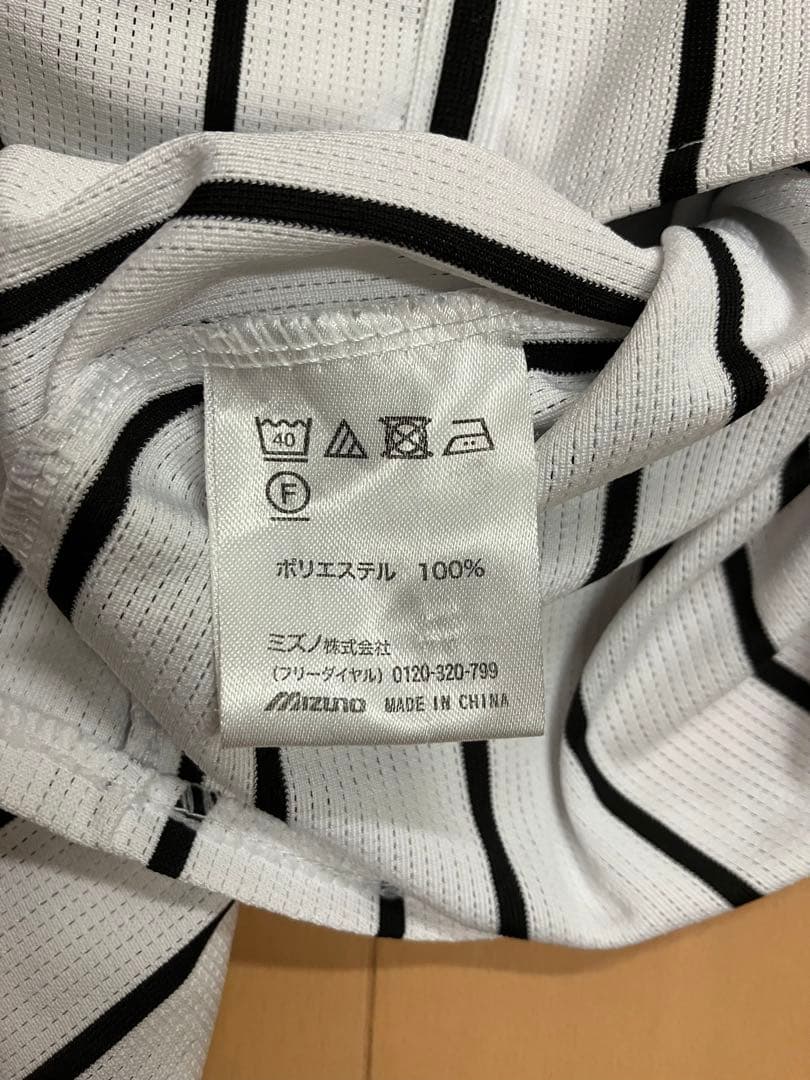 40
F
ポリエステル 100%
ミズノ株式会社
(フリーダイヤル) 0120-320-799
Mizuno MADE IN CHINA